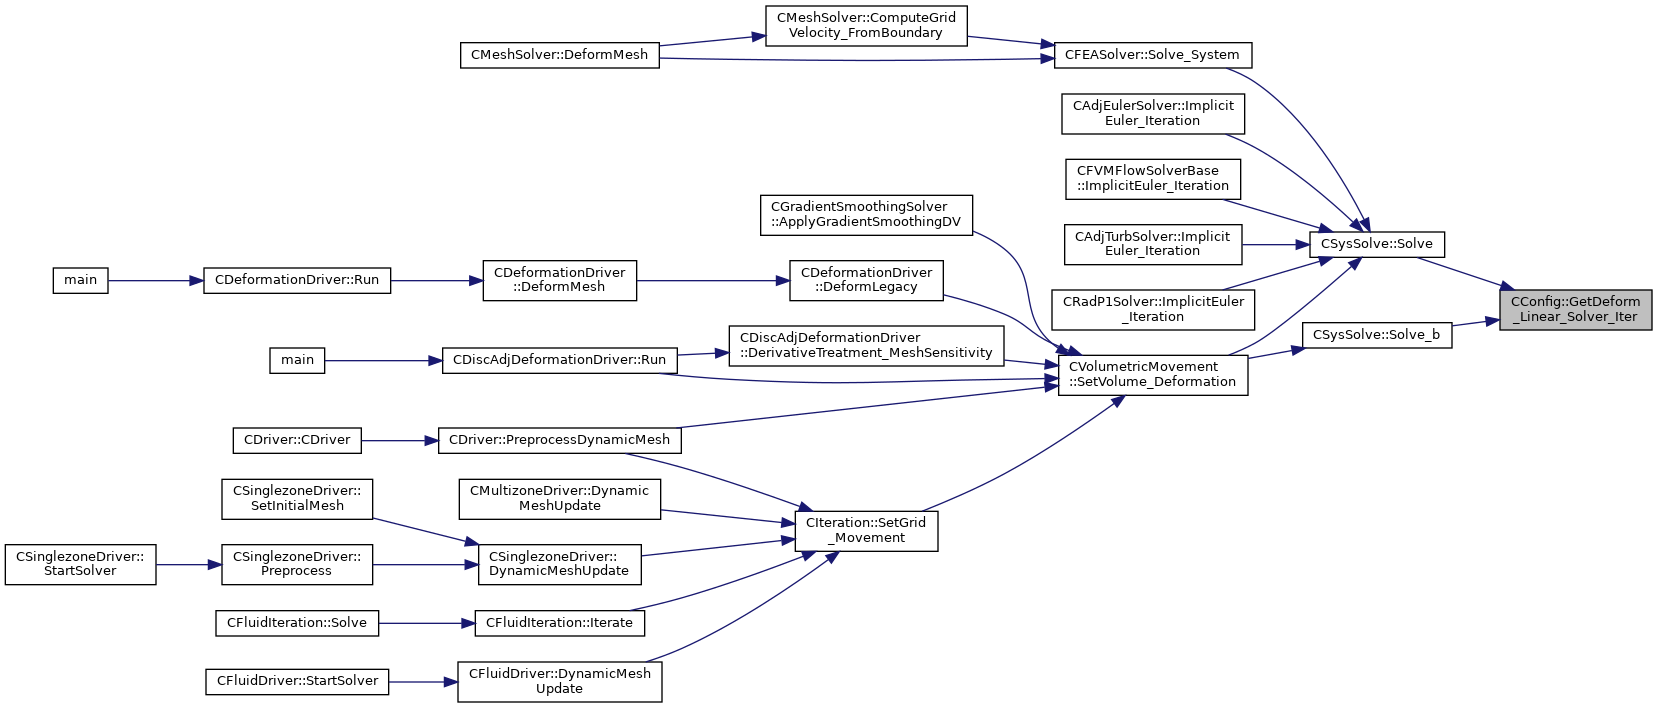 CMeshSolver::ComputeGrid
Velocity_FromBoundary
CMeshSolver::DeformMesh
CFEASolver::Solve_System
CAdjEulerSolver::Implicit
Euler_Iteration
CFVMFlowSolverBase
::ImplicitEuler_Iteration
CGradientSmoothingSolver
::ApplyGradientSmoothingDV
CAdjTurbSolver::Implicit
Euler_Iteration
CSysSolve::Solve
main
CDeformationDriver::Run
CDeformationDriver
::DeformMesh
CDeformationDriver
::DeformLegacy
CRadP1Solver::ImplicitEuler
_Iteration
CConfig::GetDeform
_Linear_Solver_Iter
CSysSolve::Solve_b
main
CDiscAdjDeformationDriver::Run
CDiscAdjDeformationDriver
::DerivativeTreatment_MeshSensitivity
CVolumetricMovement
::SetVolume_Deformation
CDriver::CDriver
CDriver::PreprocessDynamicMesh
CSinglezoneDriver::
SetInitialMesh
CMultizoneDriver::Dynamic
MeshUpdate
CIteration::SetGrid
_Movement
CSinglezoneDriver::
StartSolver
CSinglezoneDriver::
Preprocess
CSinglezoneDriver::
DynamicMeshUpdate
CFluidIteration::Solve
CFluidIteration::Iterate
CFluidDriver::StartSolver
CFluidDriver::DynamicMesh
Update